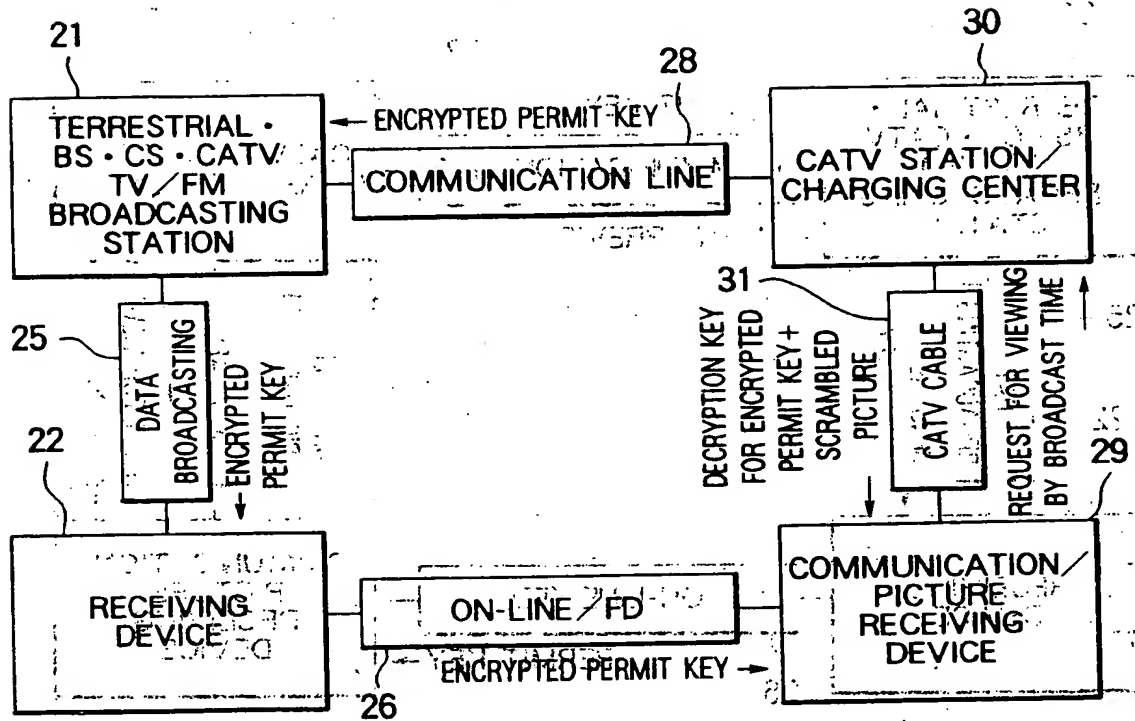 21
30
28
TERRESTRIAL・
BS・CS・CATV
TV／FM
BROADCASTING
STATION
← ENCRYPTED PERMIT KEY
COMMUNICATION LINE
CATV STATION／
CHARGING CENTER
25
DATA
BROADCASTING
ENCRYPTED
PERMIT KEY
31
DECRYPTION KEY
FOR ENCRYPTED
PERMIT KEY+
SCRAMBLED
PICTURE
CATV CABLE
REQUEST FOR VIEWING
BY BROADCAST TIME
22
29
RECEIVING
DEVICE
ON-LINE／FD
COMMUNICATION／
PICTURE
RECEIVING
DEVICE
ENCRYPTED PERMIT KEY →
26